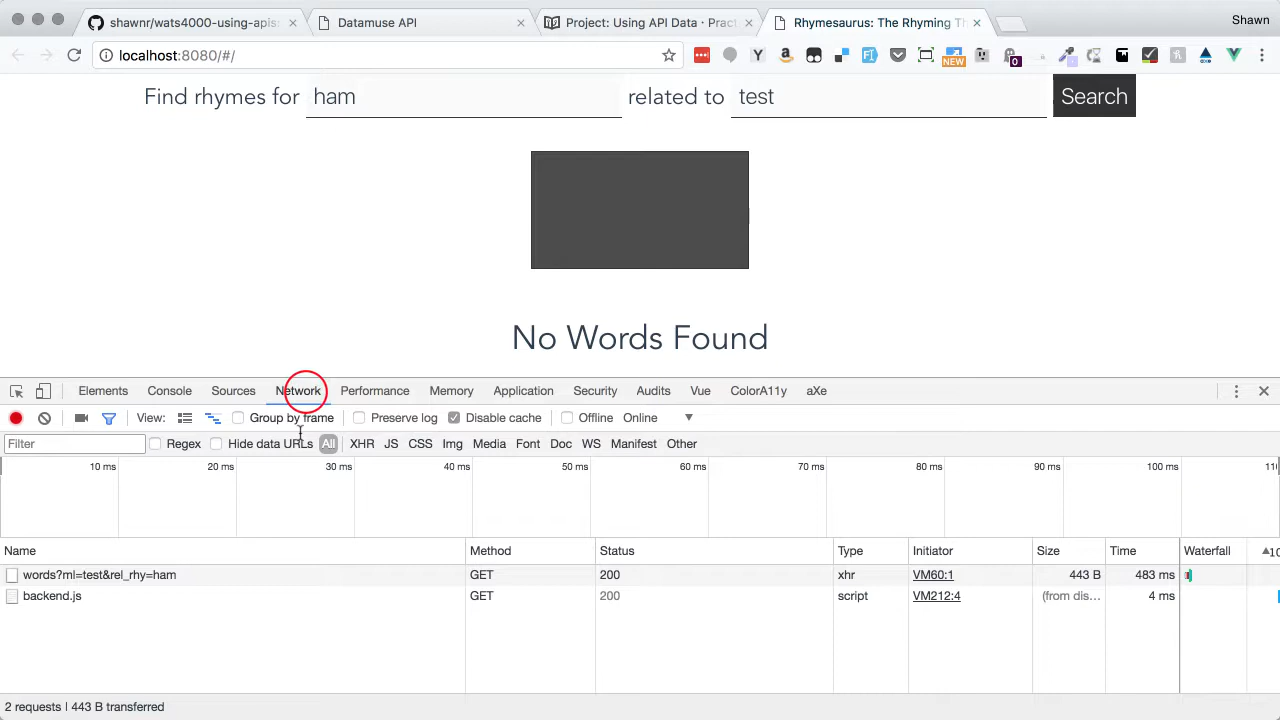 shawnr/wats4000-using-apis
Datamuse API
Project: Using API Data · Pract
Rhymesaurus: The Rhyming Th
Shawn
localhost:8080/#/
NEW
0
Find rhymes for ham related to test Search
No Words Found
Elements Console Sources Network Performance Memory Application Security Audits Vue ColorA11y aXe
View: Group by frame Preserve log Disable cache Offline Online
Filter Regex Hide data URLs All XHR JS CSS Img Media Font Doc WS Manifest Other
10 ms 20 ms 30 ms 40 ms 50 ms 60 ms 70 ms 80 ms 90 ms 100 ms 11
Name Method Status Type Initiator Size Time Waterfall 10
words?ml=test&rel_rhy=ham GET 200 xhr VM60:1 443 B 483 ms
backend.js GET 200 script VM212:4 (from dis... 4 ms
2 requests | 443 B transferred